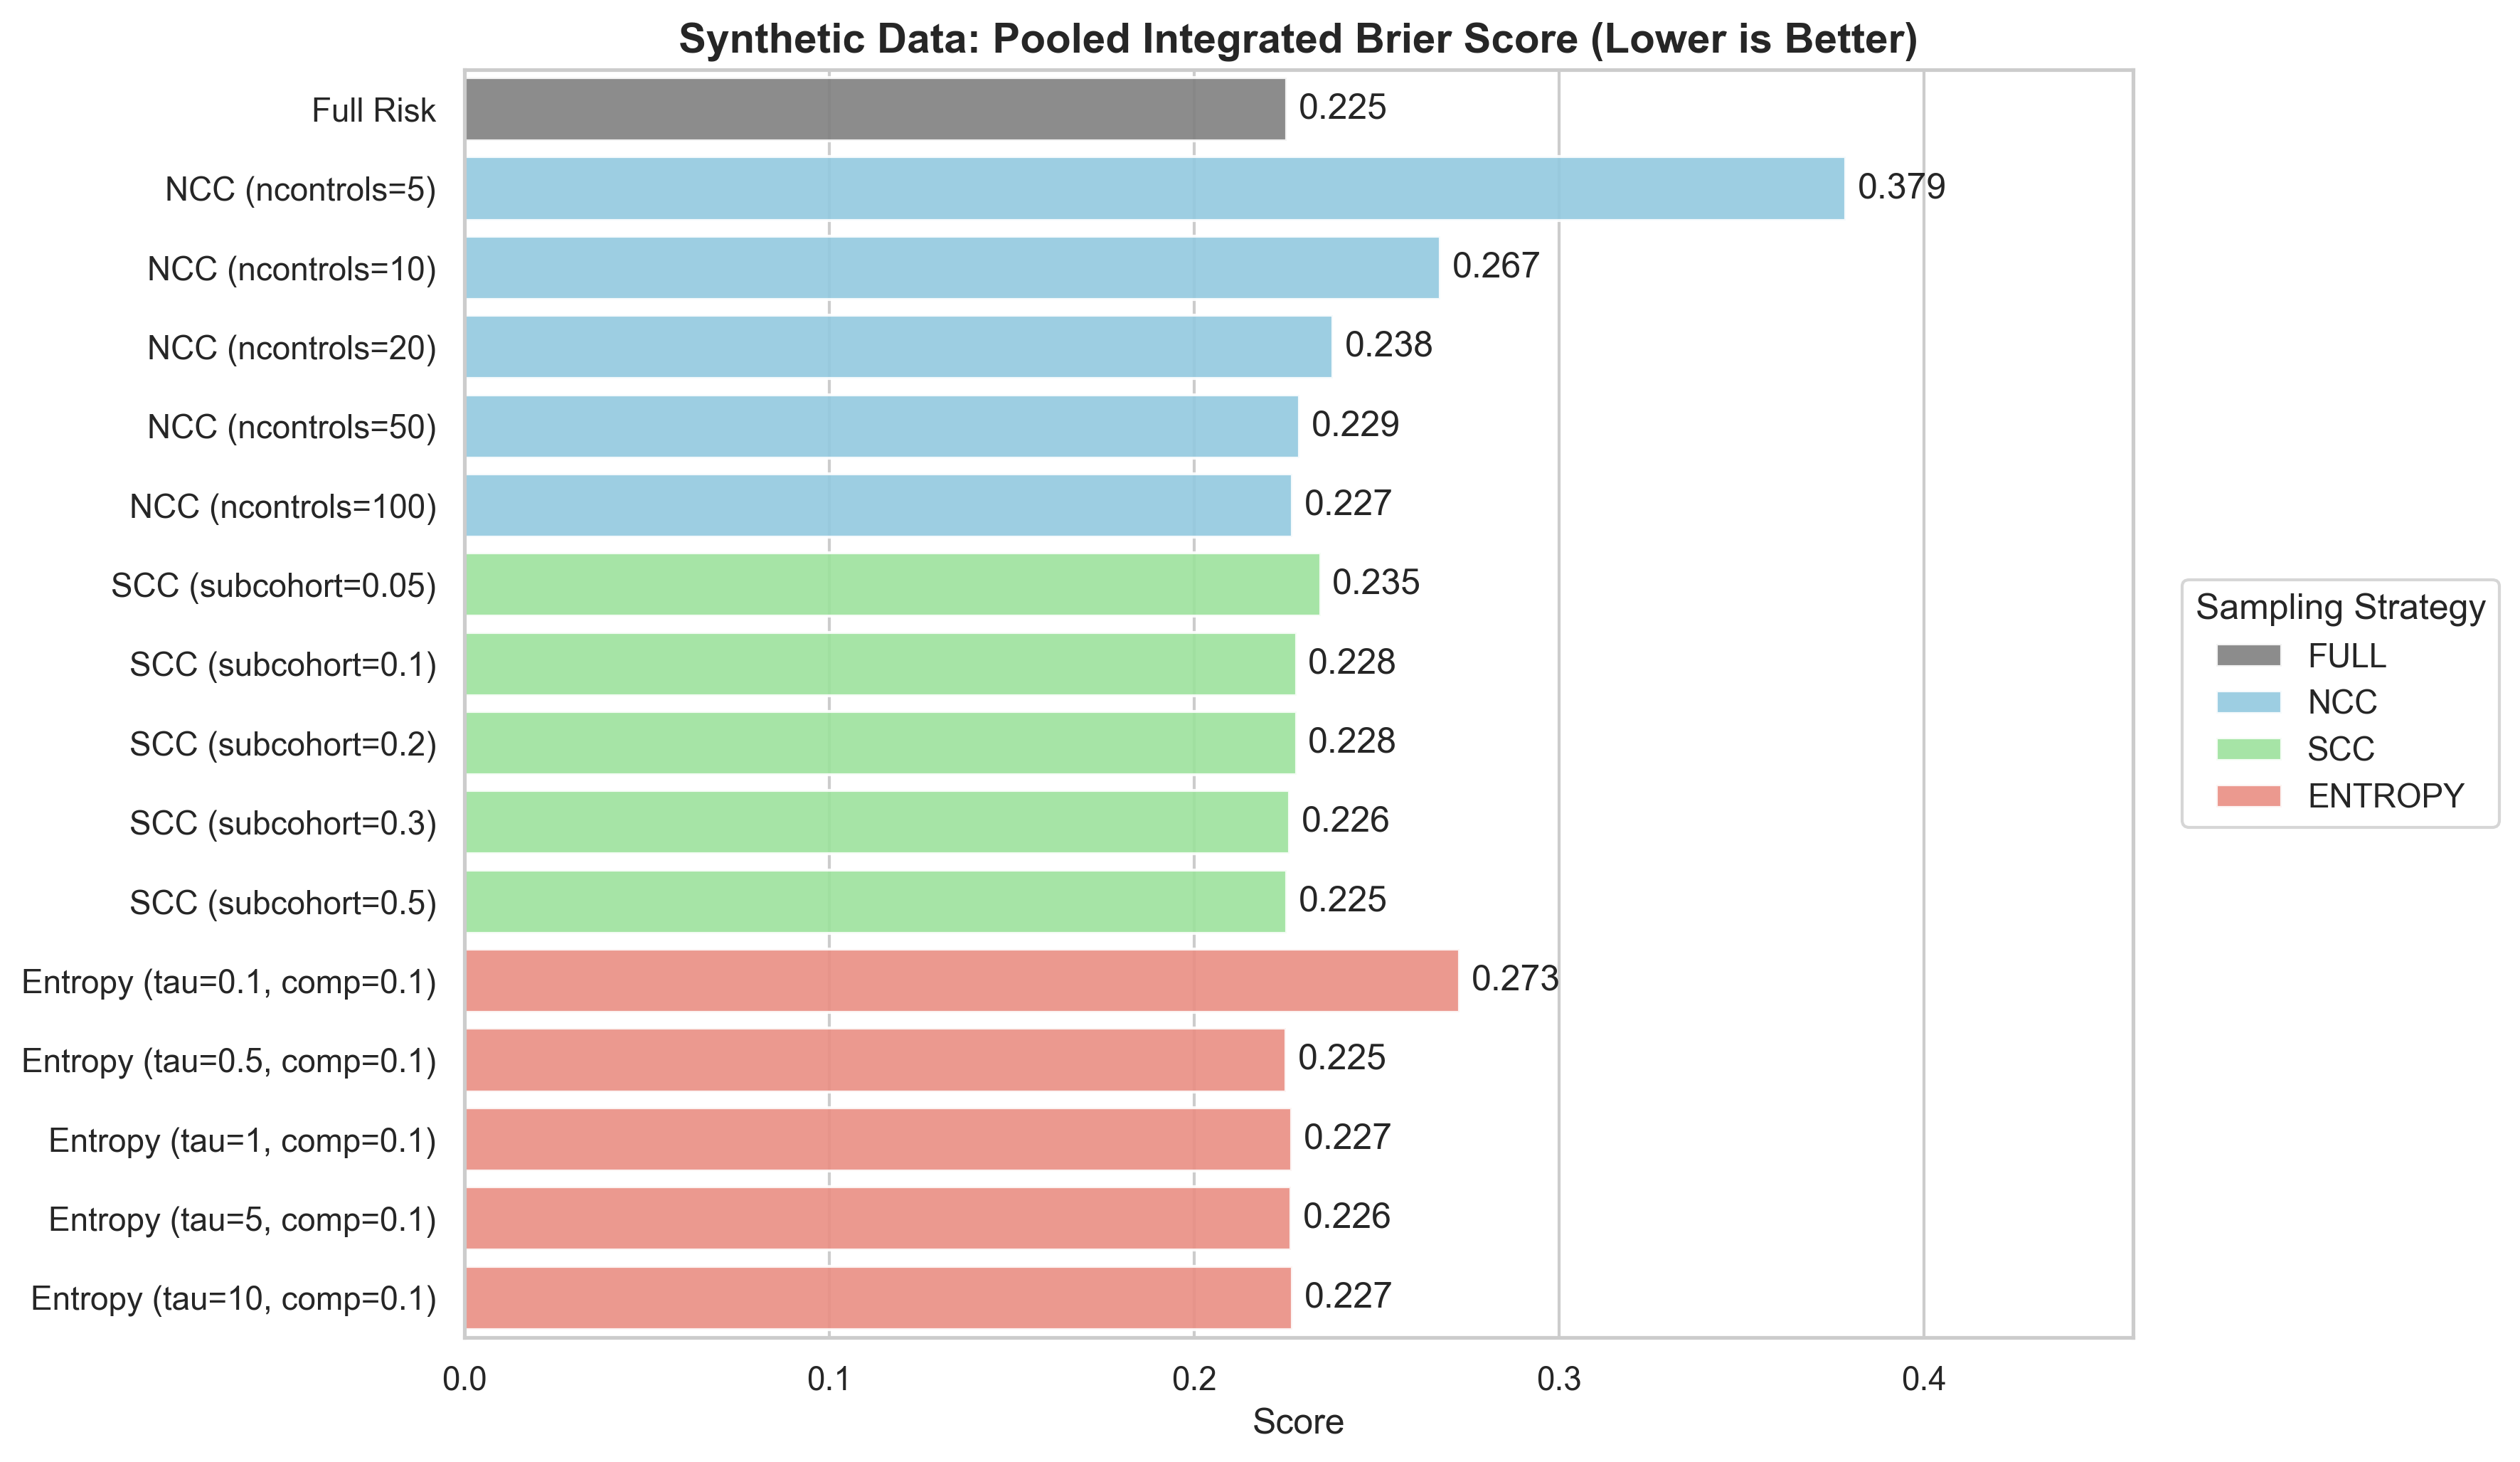 Synthetic Data: Pooled Integrated Brier Score (Lower is Better)
Full Risk
0.225
NCC (ncontrols=5)
0.379
NCC (ncontrols=10)
0.267
NCC (ncontrols=20)
0.238
NCC (ncontrols=50)
0.229
NCC (ncontrols=100)
0.227
SCC (subcohort=0.05)
0.235
SCC (subcohort=0.1)
0.228
SCC (subcohort=0.2)
0.228
SCC (subcohort=0.3)
0.226
SCC (subcohort=0.5)
0.225
Entropy (tau=0.1, comp=0.1)
0.273
Entropy (tau=0.5, comp=0.1)
0.225
Entropy (tau=1, comp=0.1)
0.227
Entropy (tau=5, comp=0.1)
0.226
Entropy (tau=10, comp=0.1)
0.227
0.0 0.1 0.2 0.3 0.4
Score
Sampling Strategy
FULL
NCC
SCC
ENTROPY